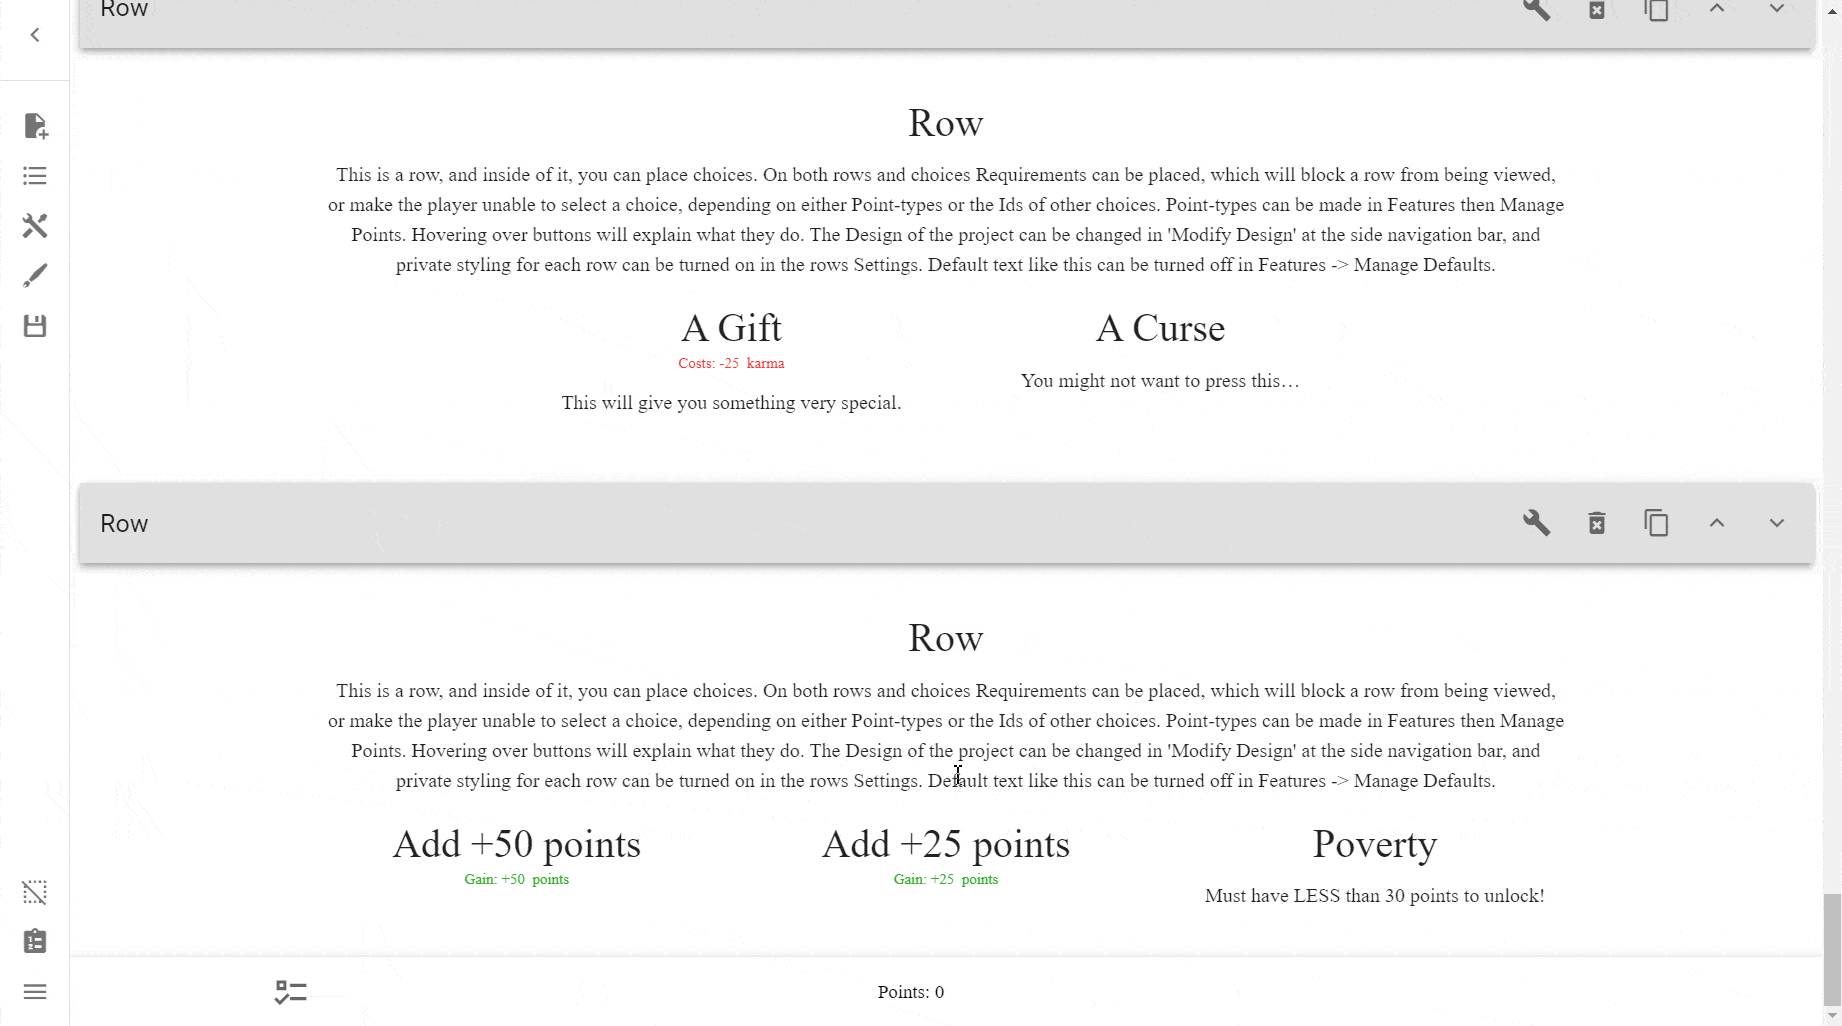 Row
Row
This is a row, and inside of it, you can place choices. On both rows and choices Requirements can be placed, which will block a row from being viewed,
or make the player unable to select a choice, depending on either Point-types or the Ids of other choices. Point-types can be made in Features then Manage
Points. Hovering over buttons will explain what they do. The Design of the project can be changed in 'Modify Design' at the side navigation bar, and
private styling for each row can be turned on in the rows Settings. Default text like this can be turned off in Features -> Manage Defaults.
A Gift
Costs: -25 karma
This will give you something very special.
A Curse
You might not want to press this…
Row
Row
This is a row, and inside of it, you can place choices. On both rows and choices Requirements can be placed, which will block a row from being viewed,
or make the player unable to select a choice, depending on either Point-types or the Ids of other choices. Point-types can be made in Features then Manage
Points. Hovering over buttons will explain what they do. The Design of the project can be changed in 'Modify Design' at the side navigation bar, and
private styling for each row can be turned on in the rows Settings. Default text like this can be turned off in Features -> Manage Defaults.
Add +50 points
Gain: +50 points
Add +25 points
Gain: +25 points
Poverty
Must have LESS than 30 points to unlock!
Points: 0